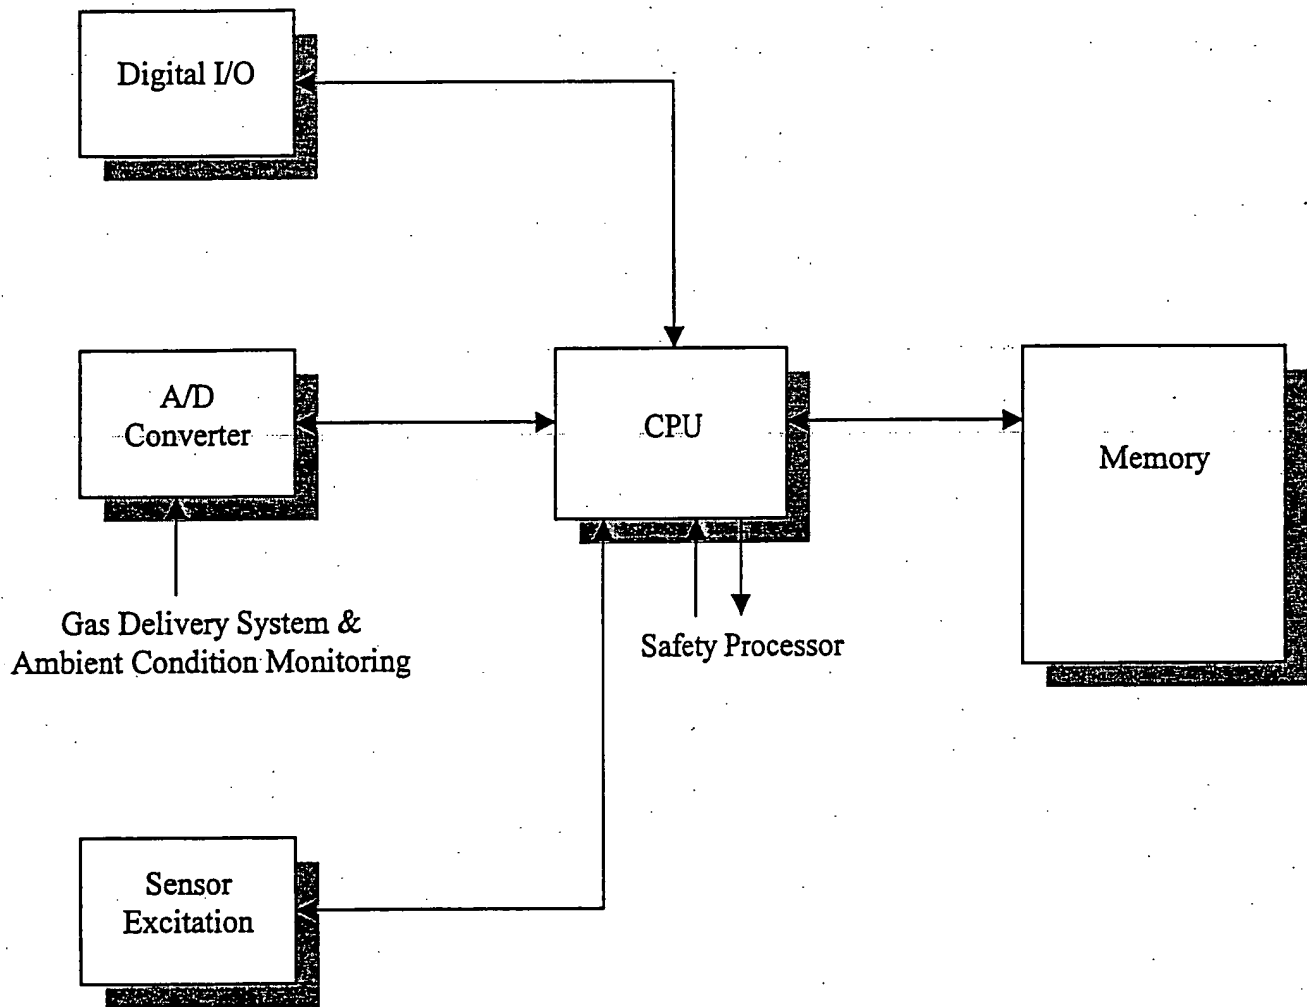 Digital I/O
A/D
Converter
CPU
Memory
Gas Delivery System &
Ambient Condition Monitoring
Safety Processor
Sensor
Excitation